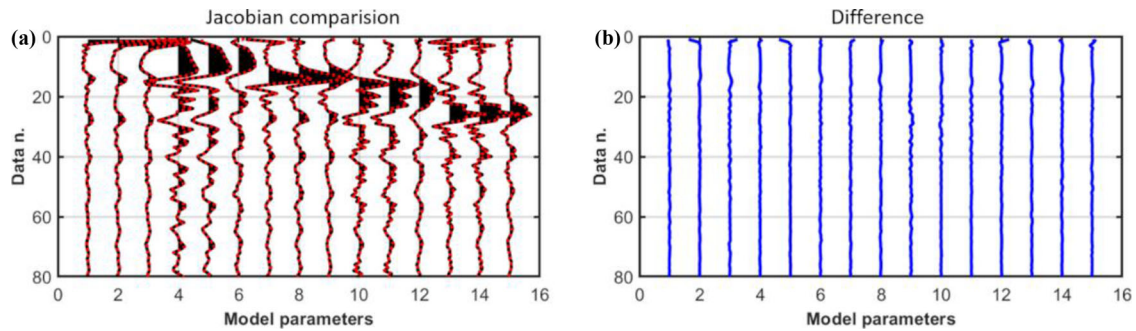 Jacobian comparision
(a)
0
20
40
60
80
Data n.
0 2 4 6 8 10 12 14 16
Model parameters
Difference
(b)
0
20
40
60
80
Data n.
0 2 4 6 8 10 12 14 16
Model parameters